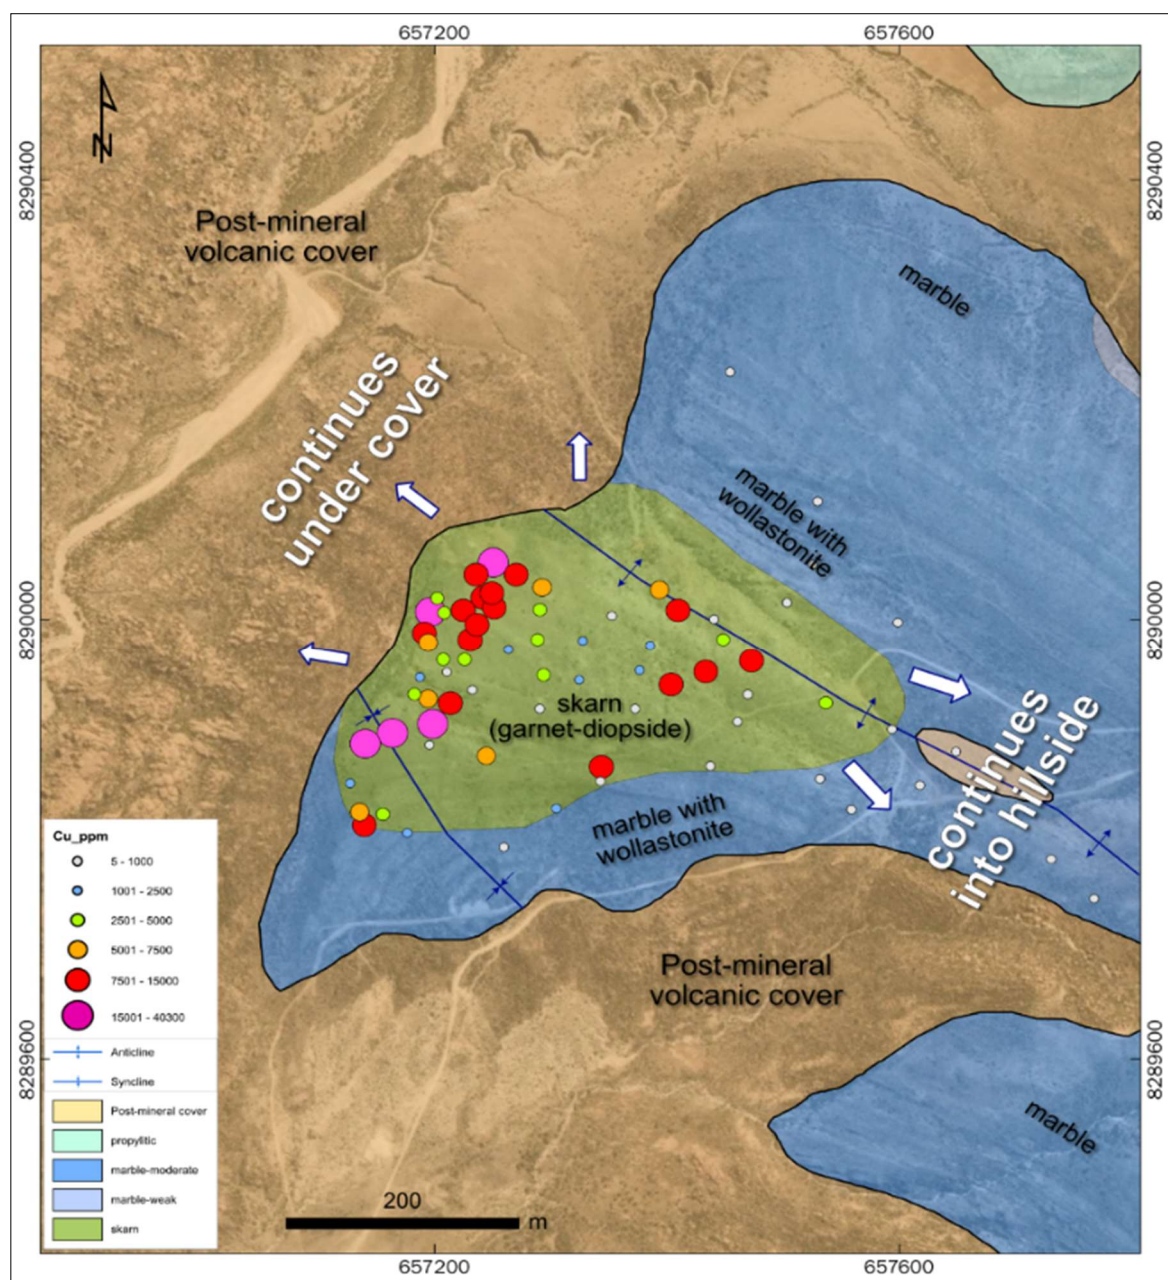 657200
657600
N
8290400
8290400
Post-mineral
volcanic cover
marble
continues
under cover
marble with
wollastonite
8290000
8290000
skarn
(garnet-diopside)
continues
into hillside
marble with
wollastonite
Cu_ppm
5 - 1000
1001 - 2500
2501 - 5000
5001 - 7500
7501 - 15000
15001 - 40300
Anticline
Syncline
Post-mineral cover
propylitic
marble-moderate
marble-weak
skarn
Post-mineral
volcanic cover
8289600
8289600
marble
200
m
657200
657600